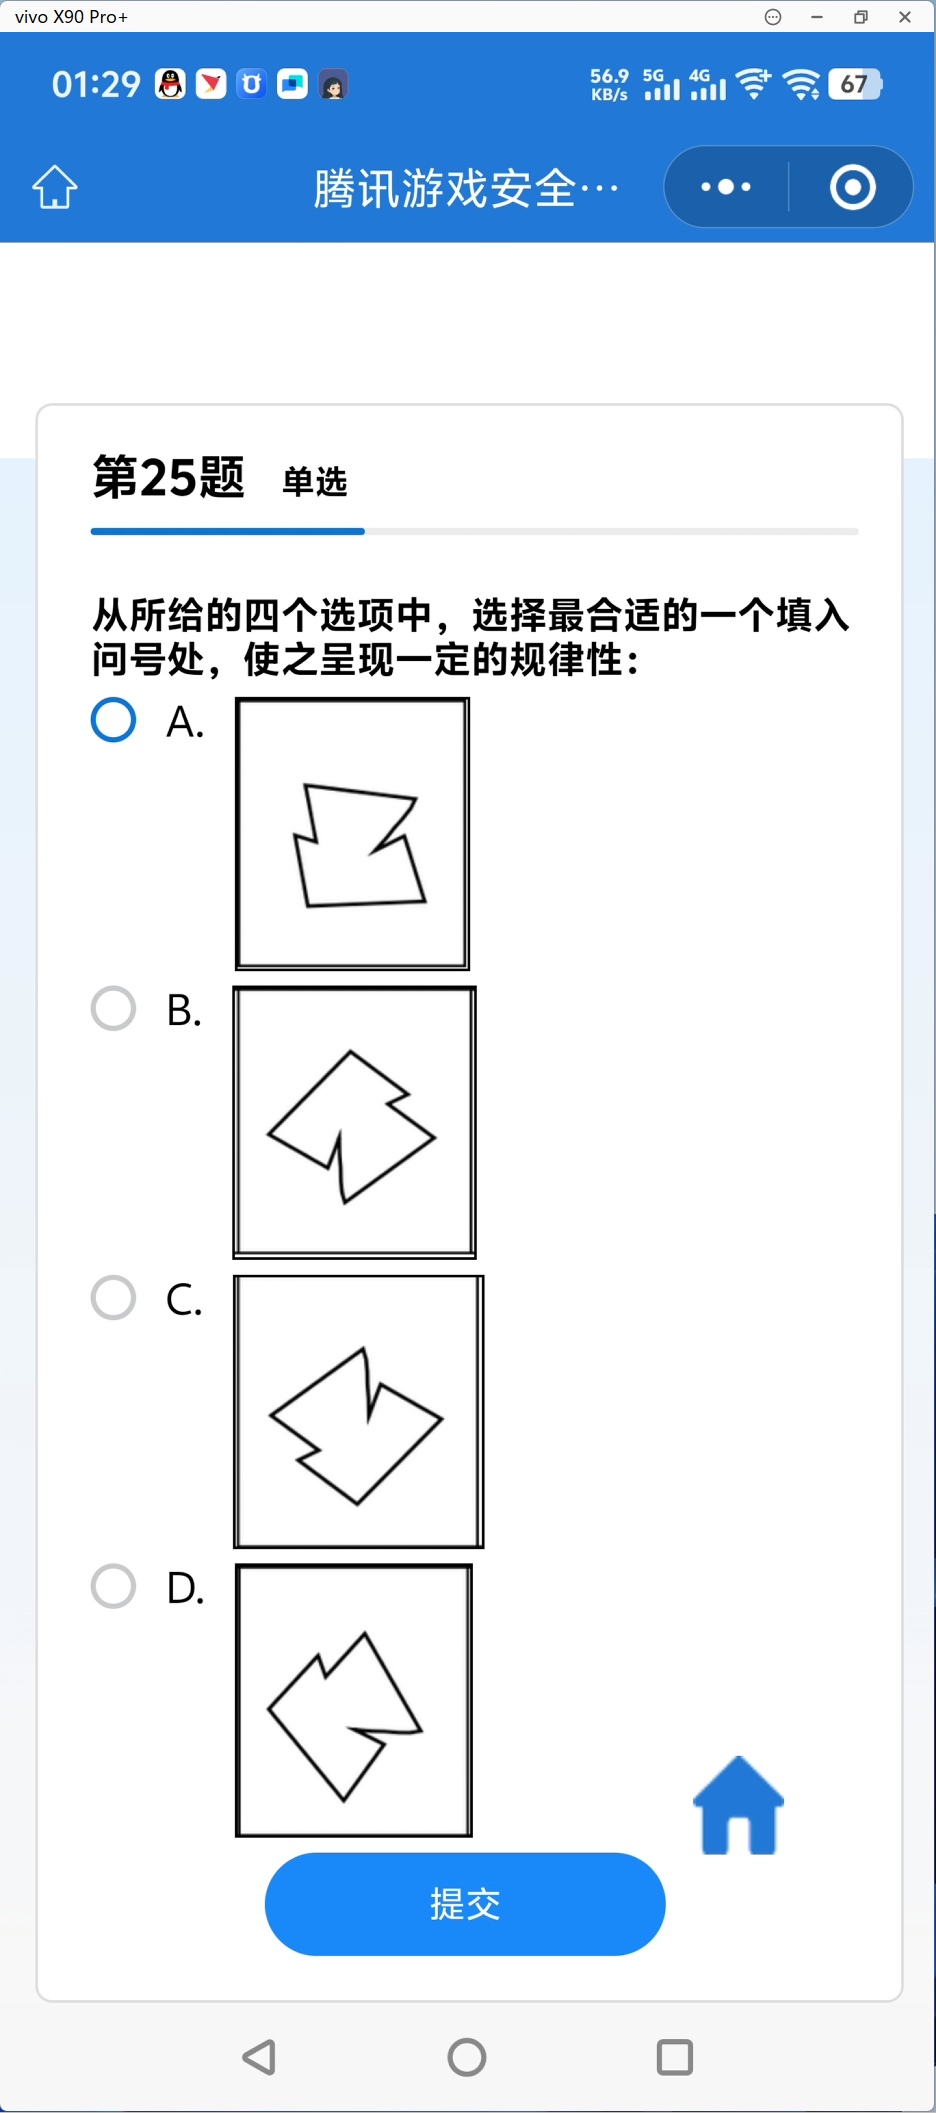 vivo X90 Pro+
01:29
56.9 KB/s 5G 4G 67
腾讯游戏安全…
第25题 单选
从所给的四个选项中，选择最合适的一个填入
问号处，使之呈现一定的规律性：
A.
B.
C.
D.
提交